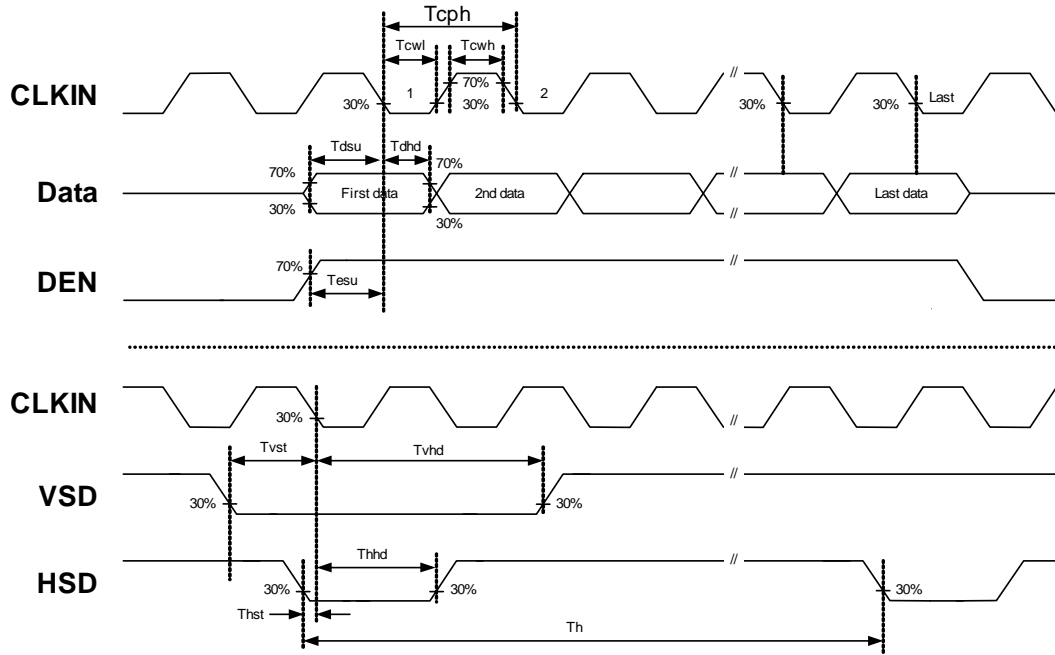 Tcph
Tcwl Tcwh
CLKIN 30% 1 70% 30% 2 // 30% 30% Last
Tdsu Tdhd
70% 70%
Data First data 2nd data // // Last data
30% 30%
DEN 70% Tesu //
CLKIN 30% //
Tvst Tvhd
VSD 30% 30% //
Thhd //
HSD 30% 30% 30%
Thst
Th